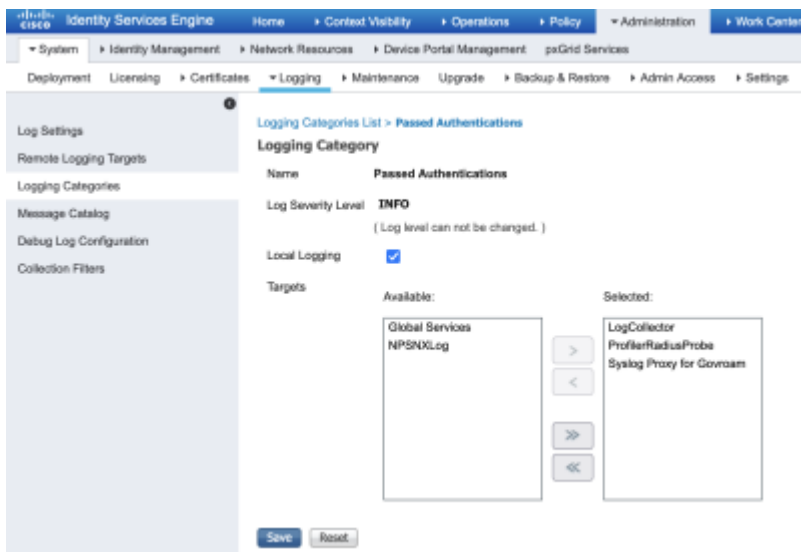 cisco Identity Services Engine Home Context Visibility Operations Policy Administration Work Center
System Identity Management Network Resources Device Portal Management pxGrid Services
Deployment Licensing Certificates Logging Maintenance Upgrade Backup & Restore Admin Access Settings
Log Settings
Remote Logging Targets
Logging Categories
Message Catalog
Debug Log Configuration
Collection Filters
Logging Categories List > Passed Authentications
Logging Category
Name Passed Authentications
Log Severity Level INFO
( Log level can not be changed. )
Local Logging
Targets
Available: Selected:
Global Services
NPSNXLog
LogCollector
ProfilerRadiusProbe
Syslog Proxy for Govroam
Save Reset